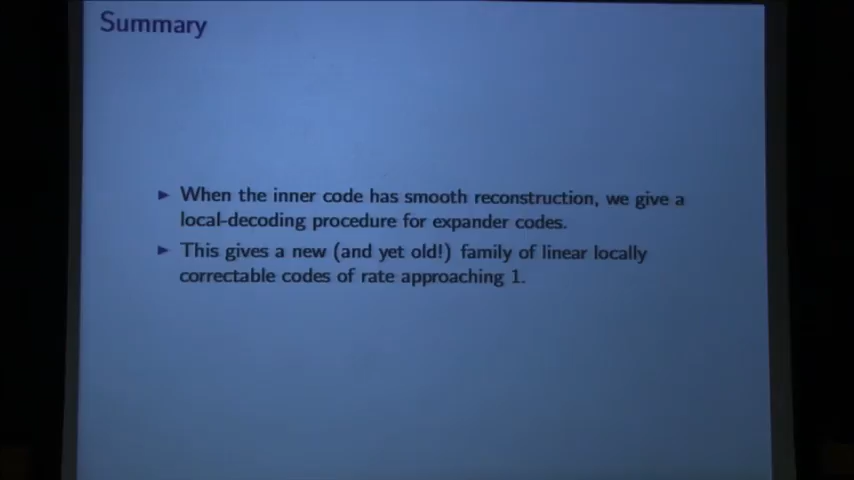 Summary
When the inner code has smooth reconstruction, we give a
local-decoding procedure for expander codes.
This gives a new (and yet old!) family of linear locally
correctable codes of rate approaching 1.